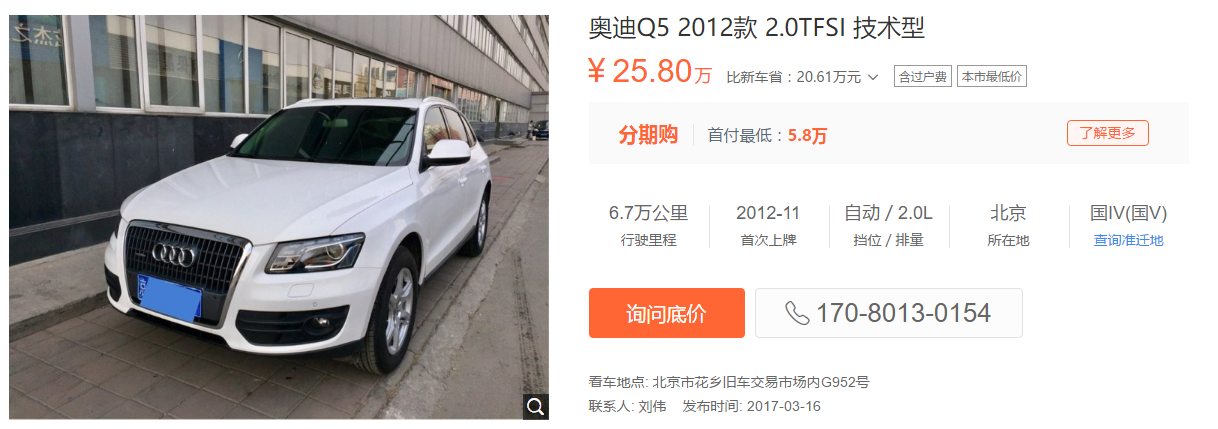 奥迪Q5 2012款 2.0TFSI 技术型
¥25.80万 比新车省：20.61万元 含过户费 本市最低价
分期购 首付最低：5.8万 了解更多
6.7万公里 2012-11 自动 / 2.0L 北京 国IV(国V)
行驶里程 首次上牌 挡位 / 排量 所在地 查询准迁地
询问底价 170-8013-0154
看车地点: 北京市花乡旧车交易市场内G952号
联系人: 刘伟 发布时间: 2017-03-16